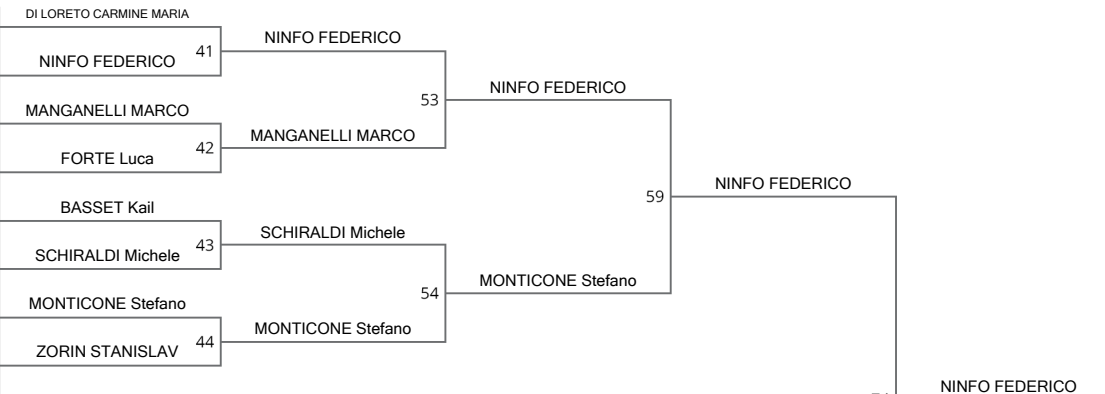 DI LORETO CARMINE MARIA
41
NINFO FEDERICO
NINFO FEDERICO
53
NINFO FEDERICO
MANGANELLI MARCO
42
MANGANELLI MARCO
FORTE Luca
59
NINFO FEDERICO
BASSET Kail
43
SCHIRALDI Michele
SCHIRALDI Michele
54
MONTICONE Stefano
MONTICONE Stefano
44
MONTICONE Stefano
ZORIN STANISLAV
NINFO FEDERICO